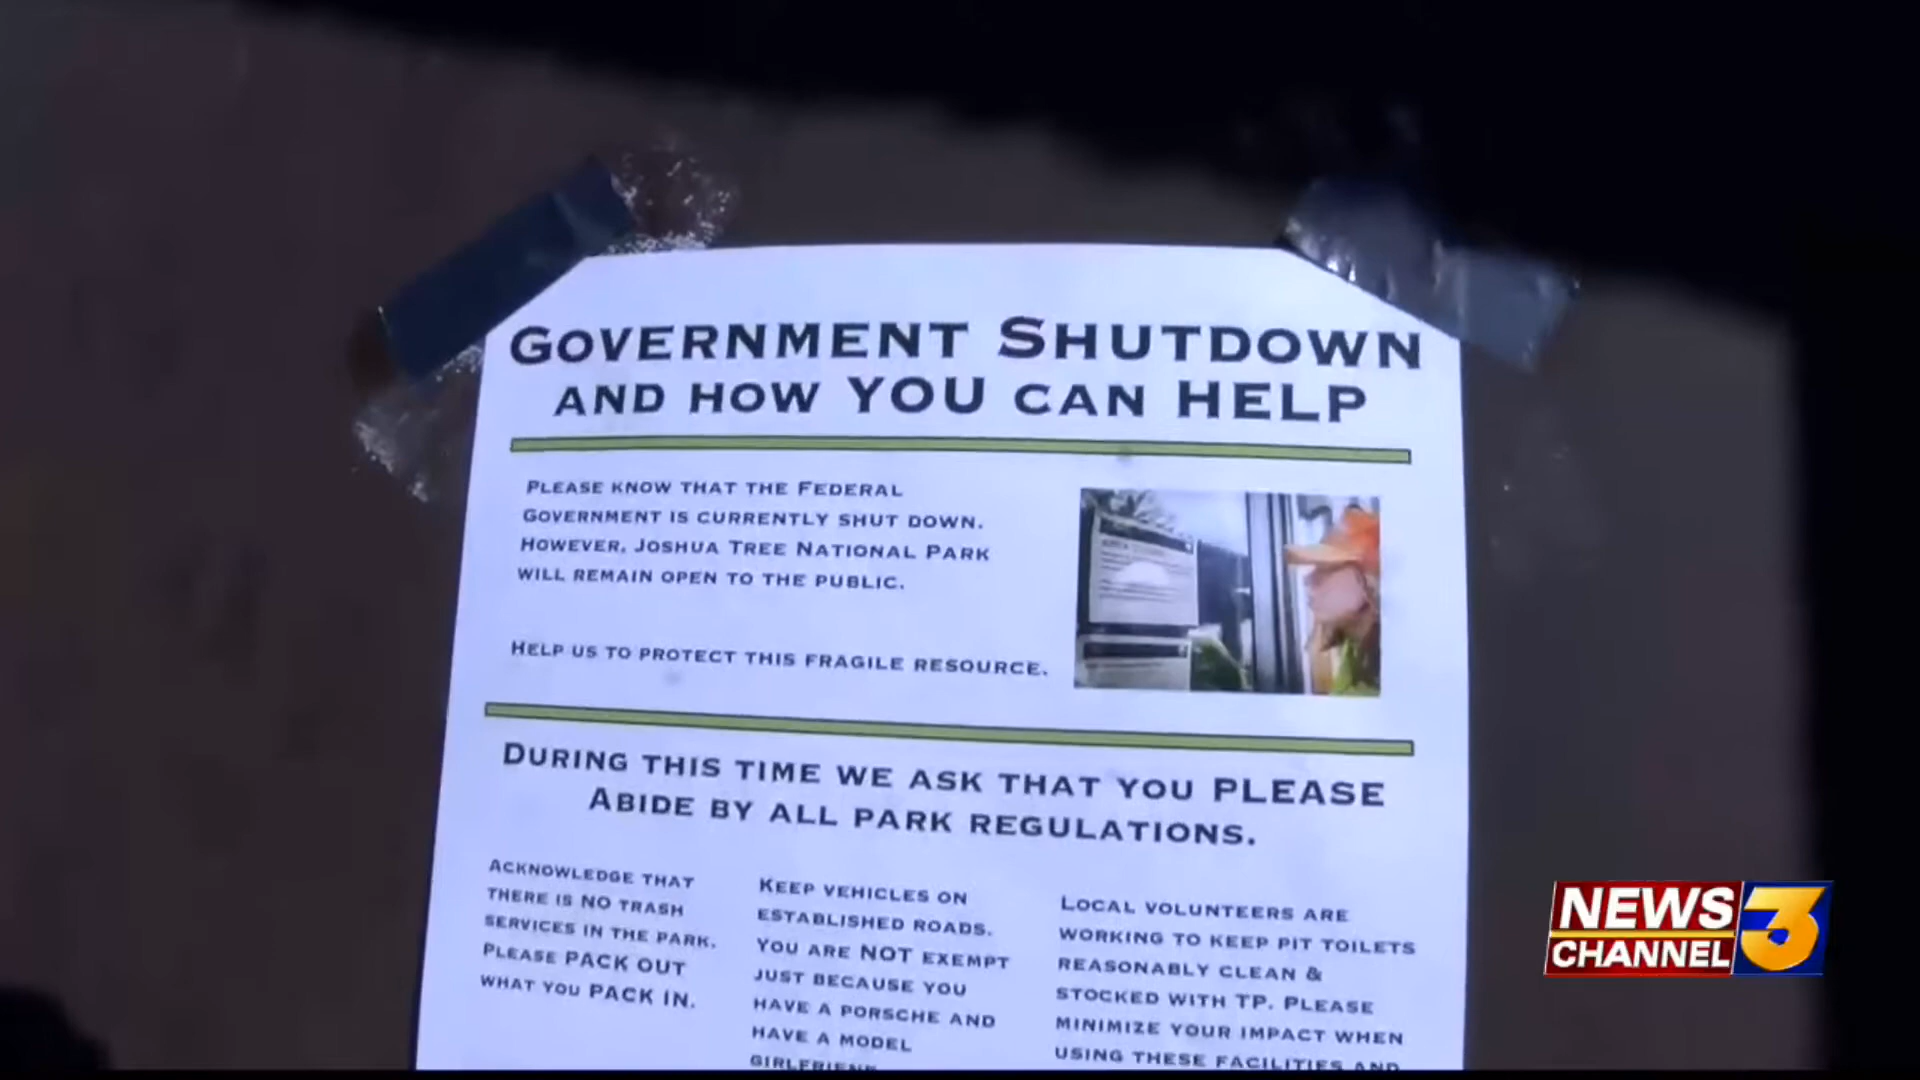 Government Shutdown
and how YOU can HELP
Please know that the Federal
Government is currently shut down.
However, Joshua Tree National Park
will remain open to the public.
Help us to protect this fragile resource.
During this time we ask that you PLEASE
Abide by all park regulations.
Acknowledge that
there is no trash
services in the park.
Please PACK OUT
what you PACK IN.
Keep vehicles on
established roads.
You are NOT exempt
just because you
have a Porsche and
have a model
girlfriend
Local volunteers are
working to keep pit toilets
reasonably clean &
stocked with TP. Please
minimize your impact when
using these facilities and
NEWS
CHANNEL 3